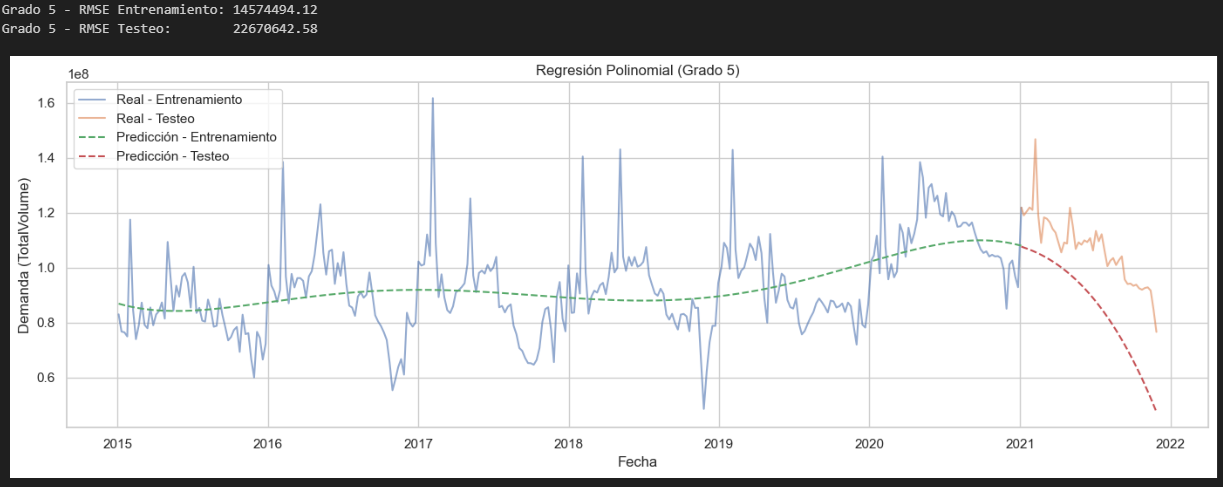 Grado 5 - RMSE Entrenamiento: 14574494.12
Grado 5 - RMSE Testeo: 22670642.58
Regresión Polinomial (Grado 5)
1e8
Real - Entrenamiento
Real - Testeo
Predicción - Entrenamiento
Predicción - Testeo
Demanda (TotalVolume)
1.6
1.4
1.2
1.0
0.8
0.6
2015 2016 2017 2018 2019 2020 2021 2022
Fecha